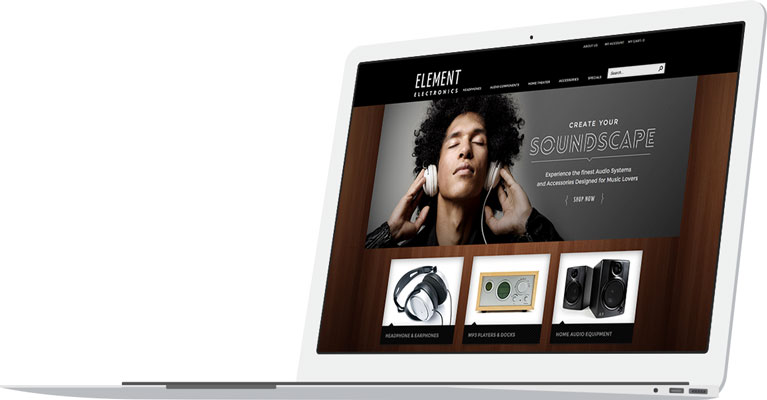 ABOUT US MY ACCOUNT MY CART: 0
ELEMENT
ELECTRONICS
HEADPHONES AUDIO COMPONENTS HOME THEATER ACCESSORIES SPECIALS Search...
CREATE YOUR
SOUNDSCAPE
Experience the finest Audio Systems
and Accessories Designed for Music Lovers
{ SHOP NOW }
HEADPHONE & EARPHONES MP3 PLAYERS & DOCKS HOME AUDIO EQUIPMENT